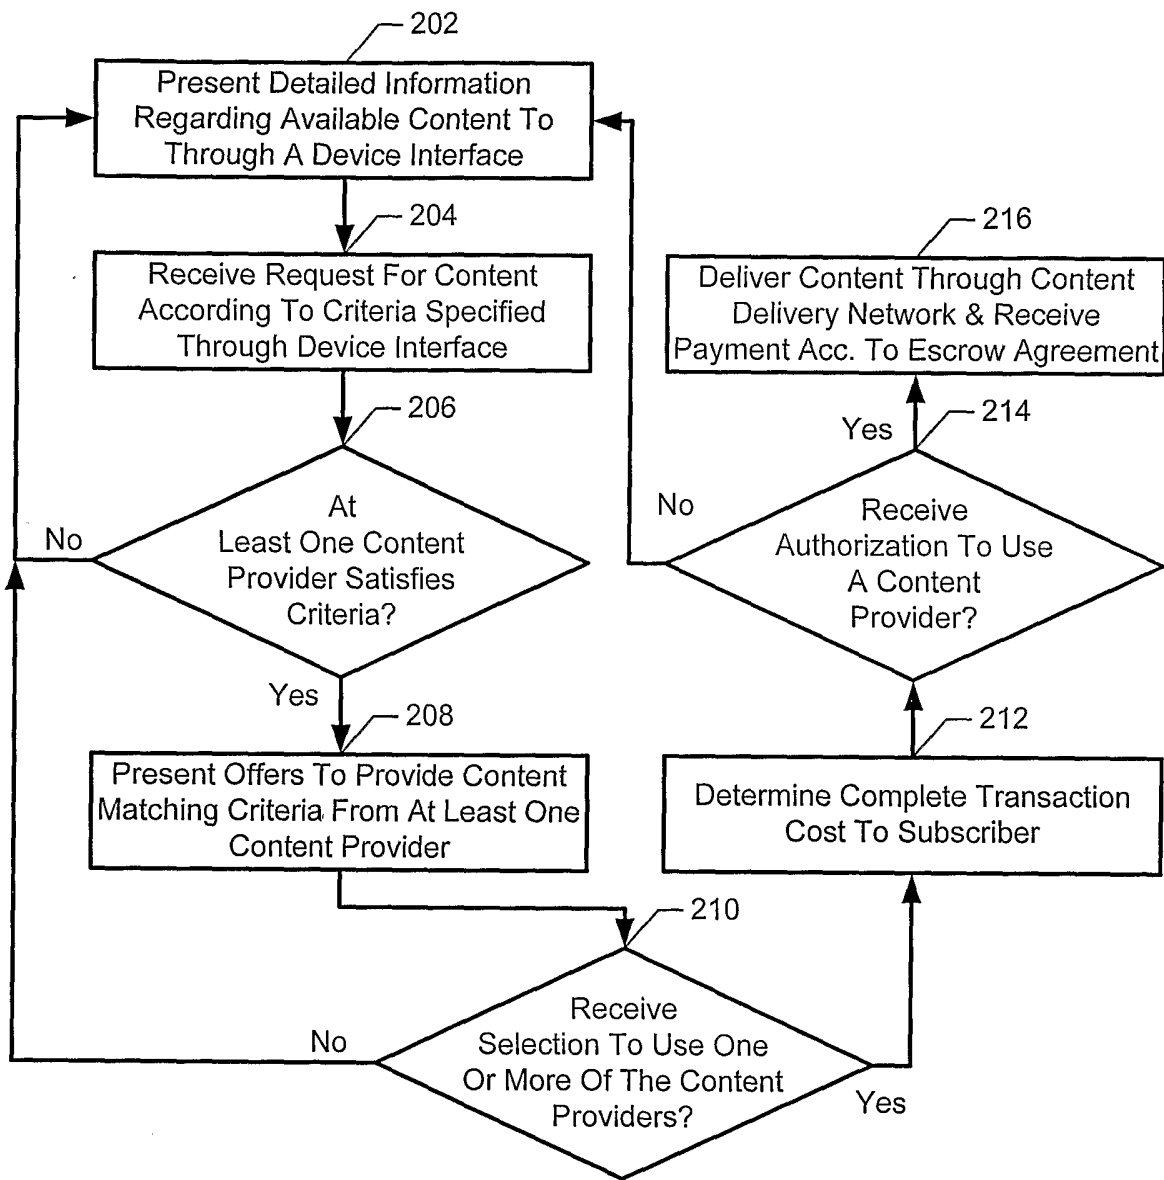 202
Present Detailed Information
Regarding Available Content To
Through A Device Interface
204
Receive Request For Content
According To Criteria Specified
Through Device Interface
206
At
Least One Content
Provider Satisfies
Criteria?
No
Yes
208
Present Offers To Provide Content
Matching Criteria From At Least One
Content Provider
210
Receive
Selection To Use One
Or More Of The Content
Providers?
No
Yes
212
Determine Complete Transaction
Cost To Subscriber
214
Receive
Authorization To Use
A Content
Provider?
No
Yes
216
Deliver Content Through Content
Delivery Network & Receive
Payment Acc. To Escrow Agreement